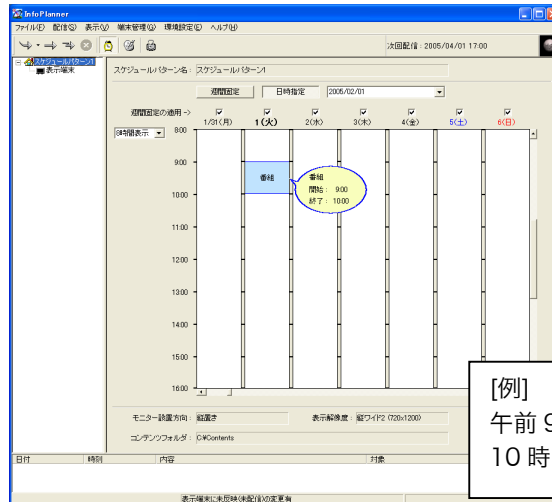 InfoPlanner
ファイル(F) 配信(S) 表示(V) 端末管理(Q) 環境設定(E) ヘルプ(H)
次回配信 : 2005/04/01 17:00
スケジュールパターン1
表示端末
スケジュールパターン名 : スケジュールパターン1
週間固定 日時指定 2005/02/01
週間固定の適用 ->
1/31(月) 1(火) 2(水) 3(木) 4(金) 5(土) 6(日)
8時間表示
8:00
9:00
番組
番組
開始 : 9:00
終了 : 10:00
10:00
11:00
12:00
13:00
14:00
15:00
16:00
[例]
午前 9
10 時
モニター設置方向 : 縦置き 表示解像度 : 縦ワイド2 (720x1200)
コンテンツフォルダ : C:¥Contents
日付 時刻 内容 対象
表示端末に未反映(未配信)の変更有